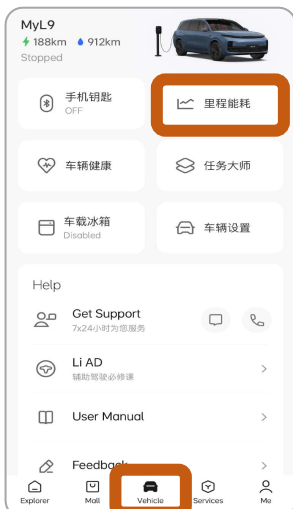 MyL9
188km 912km
Stopped
手机钥匙
OFF
里程能耗
车辆健康
任务大师
车载冰箱
Disabled
车辆设置
Help
Get Support
7x24小时为您服务
Li AD
辅助驾驶必修课
User Manual
Feedback
Explorer Mall Vehicle Services Me